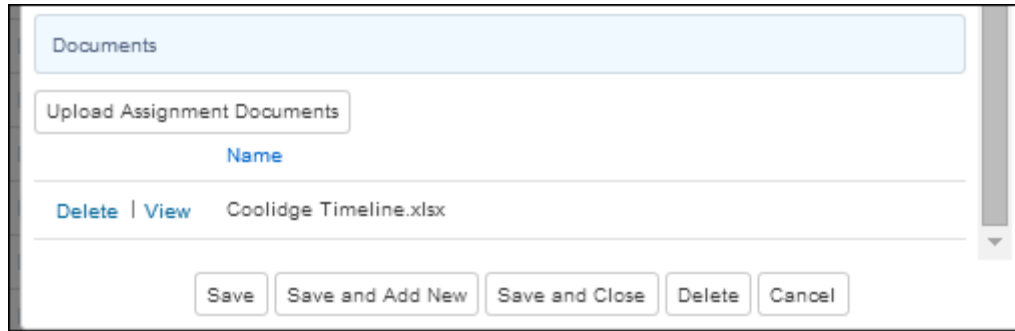 Documents
Upload Assignment Documents
Name
Delete | View Coolidge Timeline.xlsx
Save Save and Add New Save and Close Delete Cancel